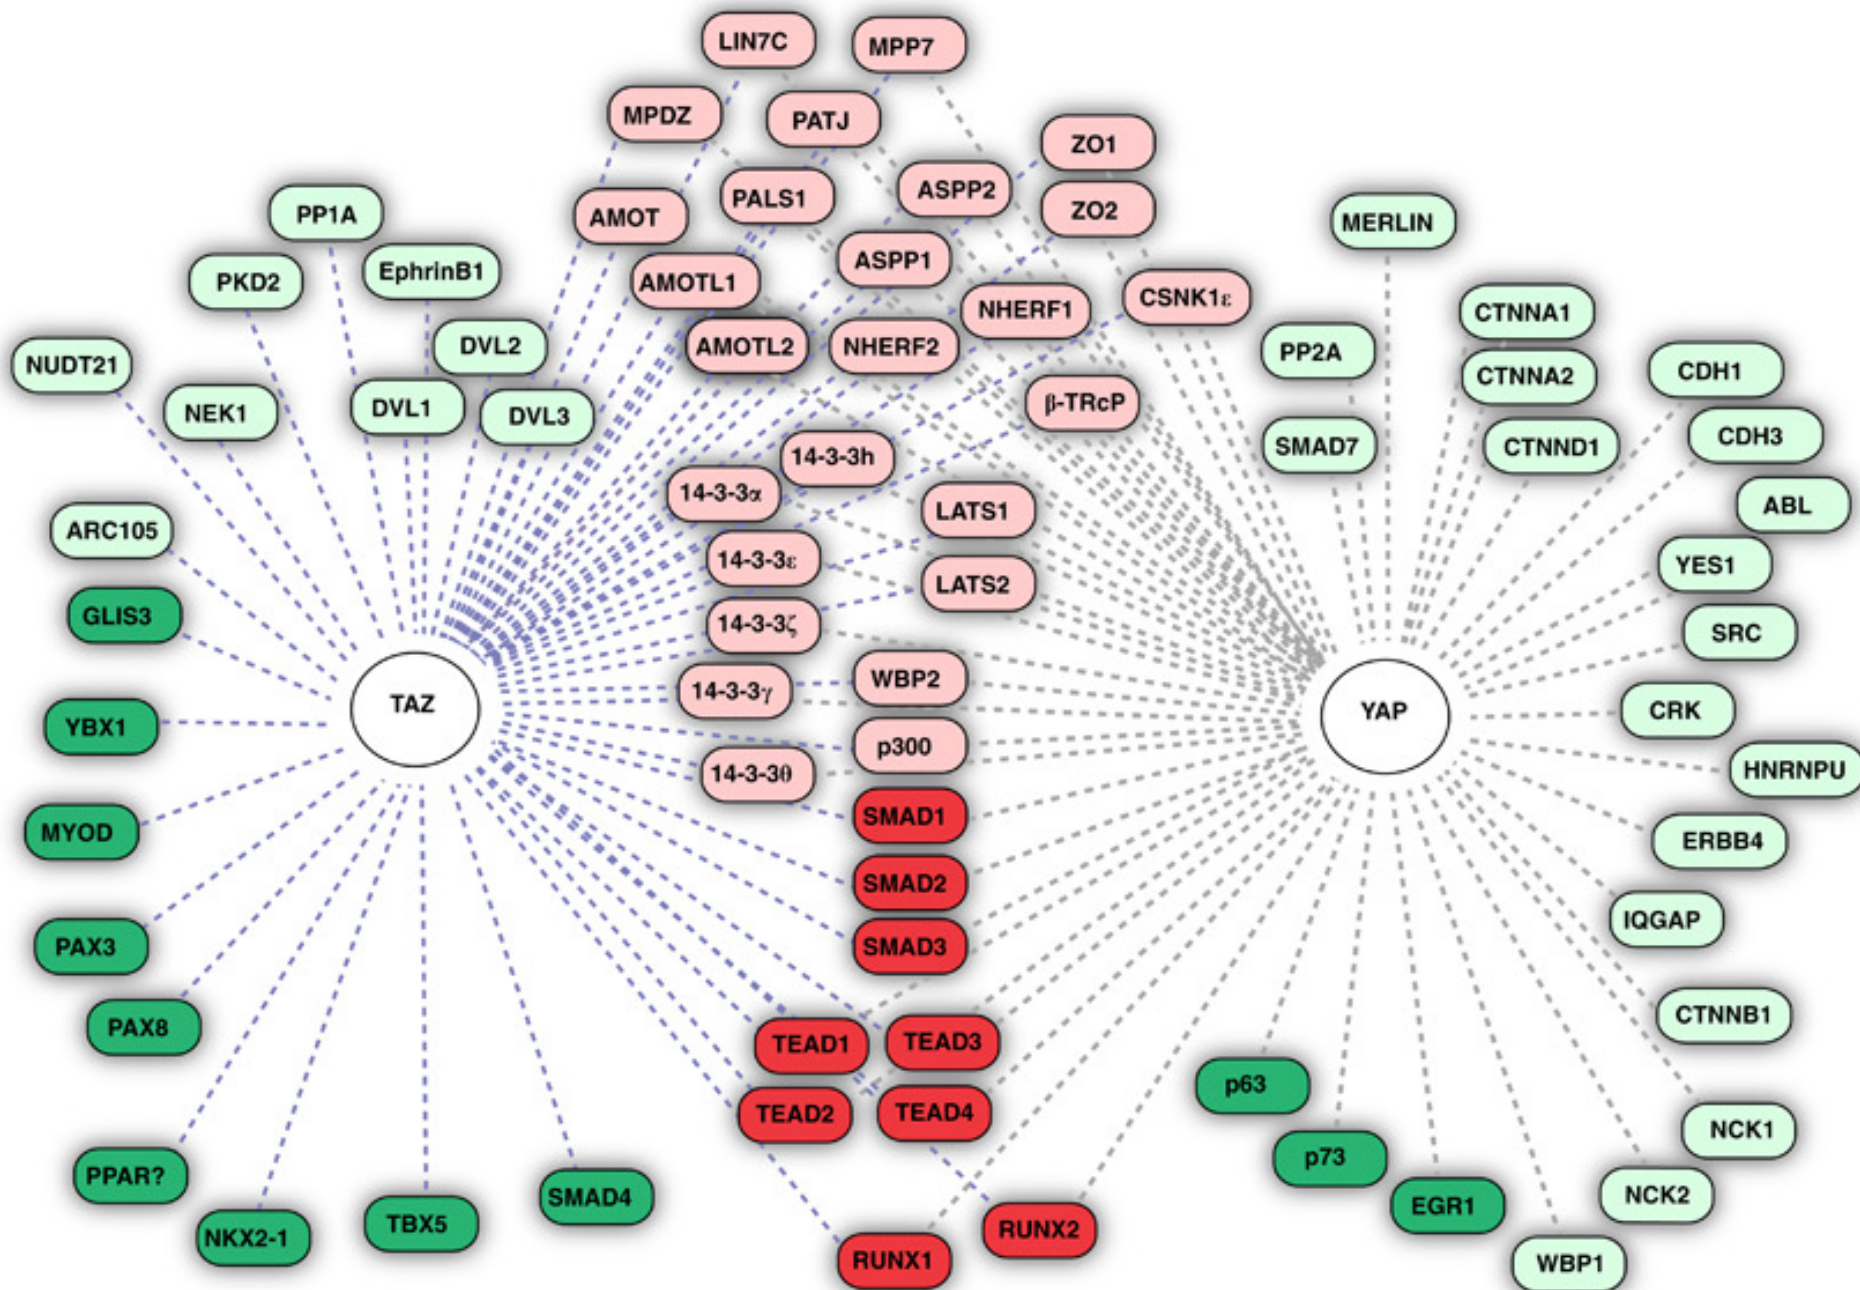 LIN7C
MPP7
MPDZ
PATJ
ZO1
PALS1
ASPP2
ZO2
AMOT
PP1A
MERLIN
EphrinB1
PKD2
ASPP1
AMOTL1
CSNK1ε
NHERF1
CTNNA1
DVL2
AMOTL2
NHERF2
PP2A
NUDT21
CTNNA2
CDH1
NEK1
DVL1
DVL3
β-TRcP
SMAD7
CTNND1
CDH3
14-3-3h
14-3-3α
LATS1
ABL
ARC105
14-3-3ε
YES1
LATS2
GLIS3
14-3-3ζ
SRC
WBP2
14-3-3γ
TAZ
YAP
CRK
YBX1
p300
14-3-3θ
HNRNPU
SMAD1
MYOD
ERBB4
SMAD2
IQGAP
PAX3
SMAD3
PAX8
CTNNB1
TEAD1
TEAD3
p63
TEAD2
TEAD4
NCK1
p73
PPAR?
SMAD4
NCK2
EGR1
TBX5
NKX2-1
RUNX2
RUNX1
WBP1